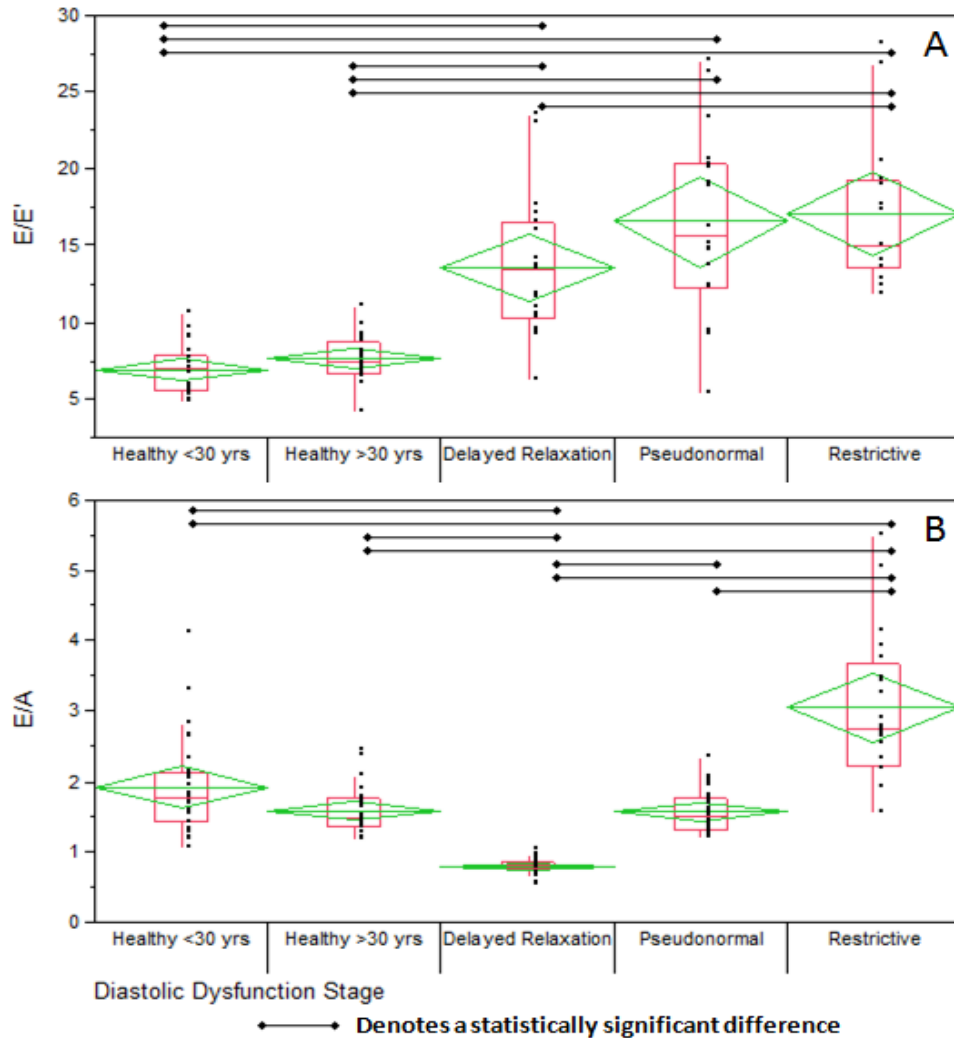 30
A
25
20
15
10
5
E/E'
Healthy <30 yrs Healthy >30 yrs Delayed Relaxation Pseudonormal Restrictive
6
B
5
4
3
2
1
0
E/A
Healthy <30 yrs Healthy >30 yrs Delayed Relaxation Pseudonormal Restrictive
Diastolic Dysfunction Stage
Denotes a statistically significant difference